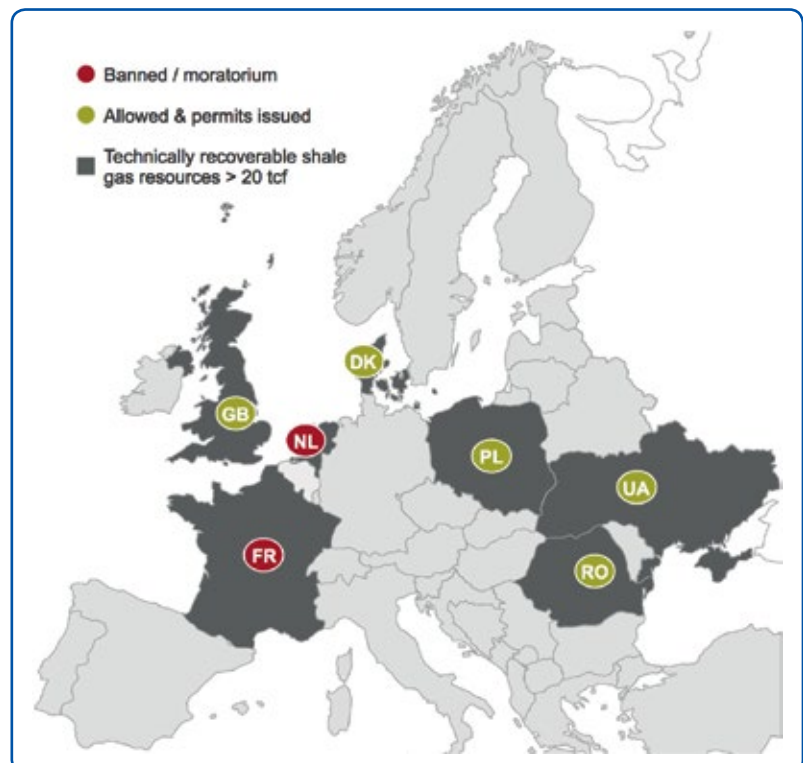 Banned / moratorium
Allowed & permits issued
Technically recoverable shale
gas resources > 20 tcf
DK
GB
NL
PL
UA
FR
RO